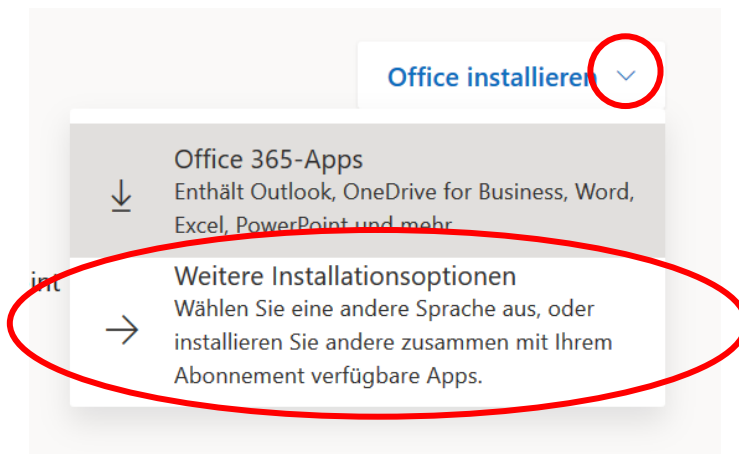 Office installieren
Office 365-Apps
Enthält Outlook, OneDrive for Business, Word,
Excel, PowerPoint und mehr
int
Weitere Installationsoptionen
Wählen Sie eine andere Sprache aus, oder
installieren Sie andere zusammen mit Ihrem
Abonnement verfügbare Apps.